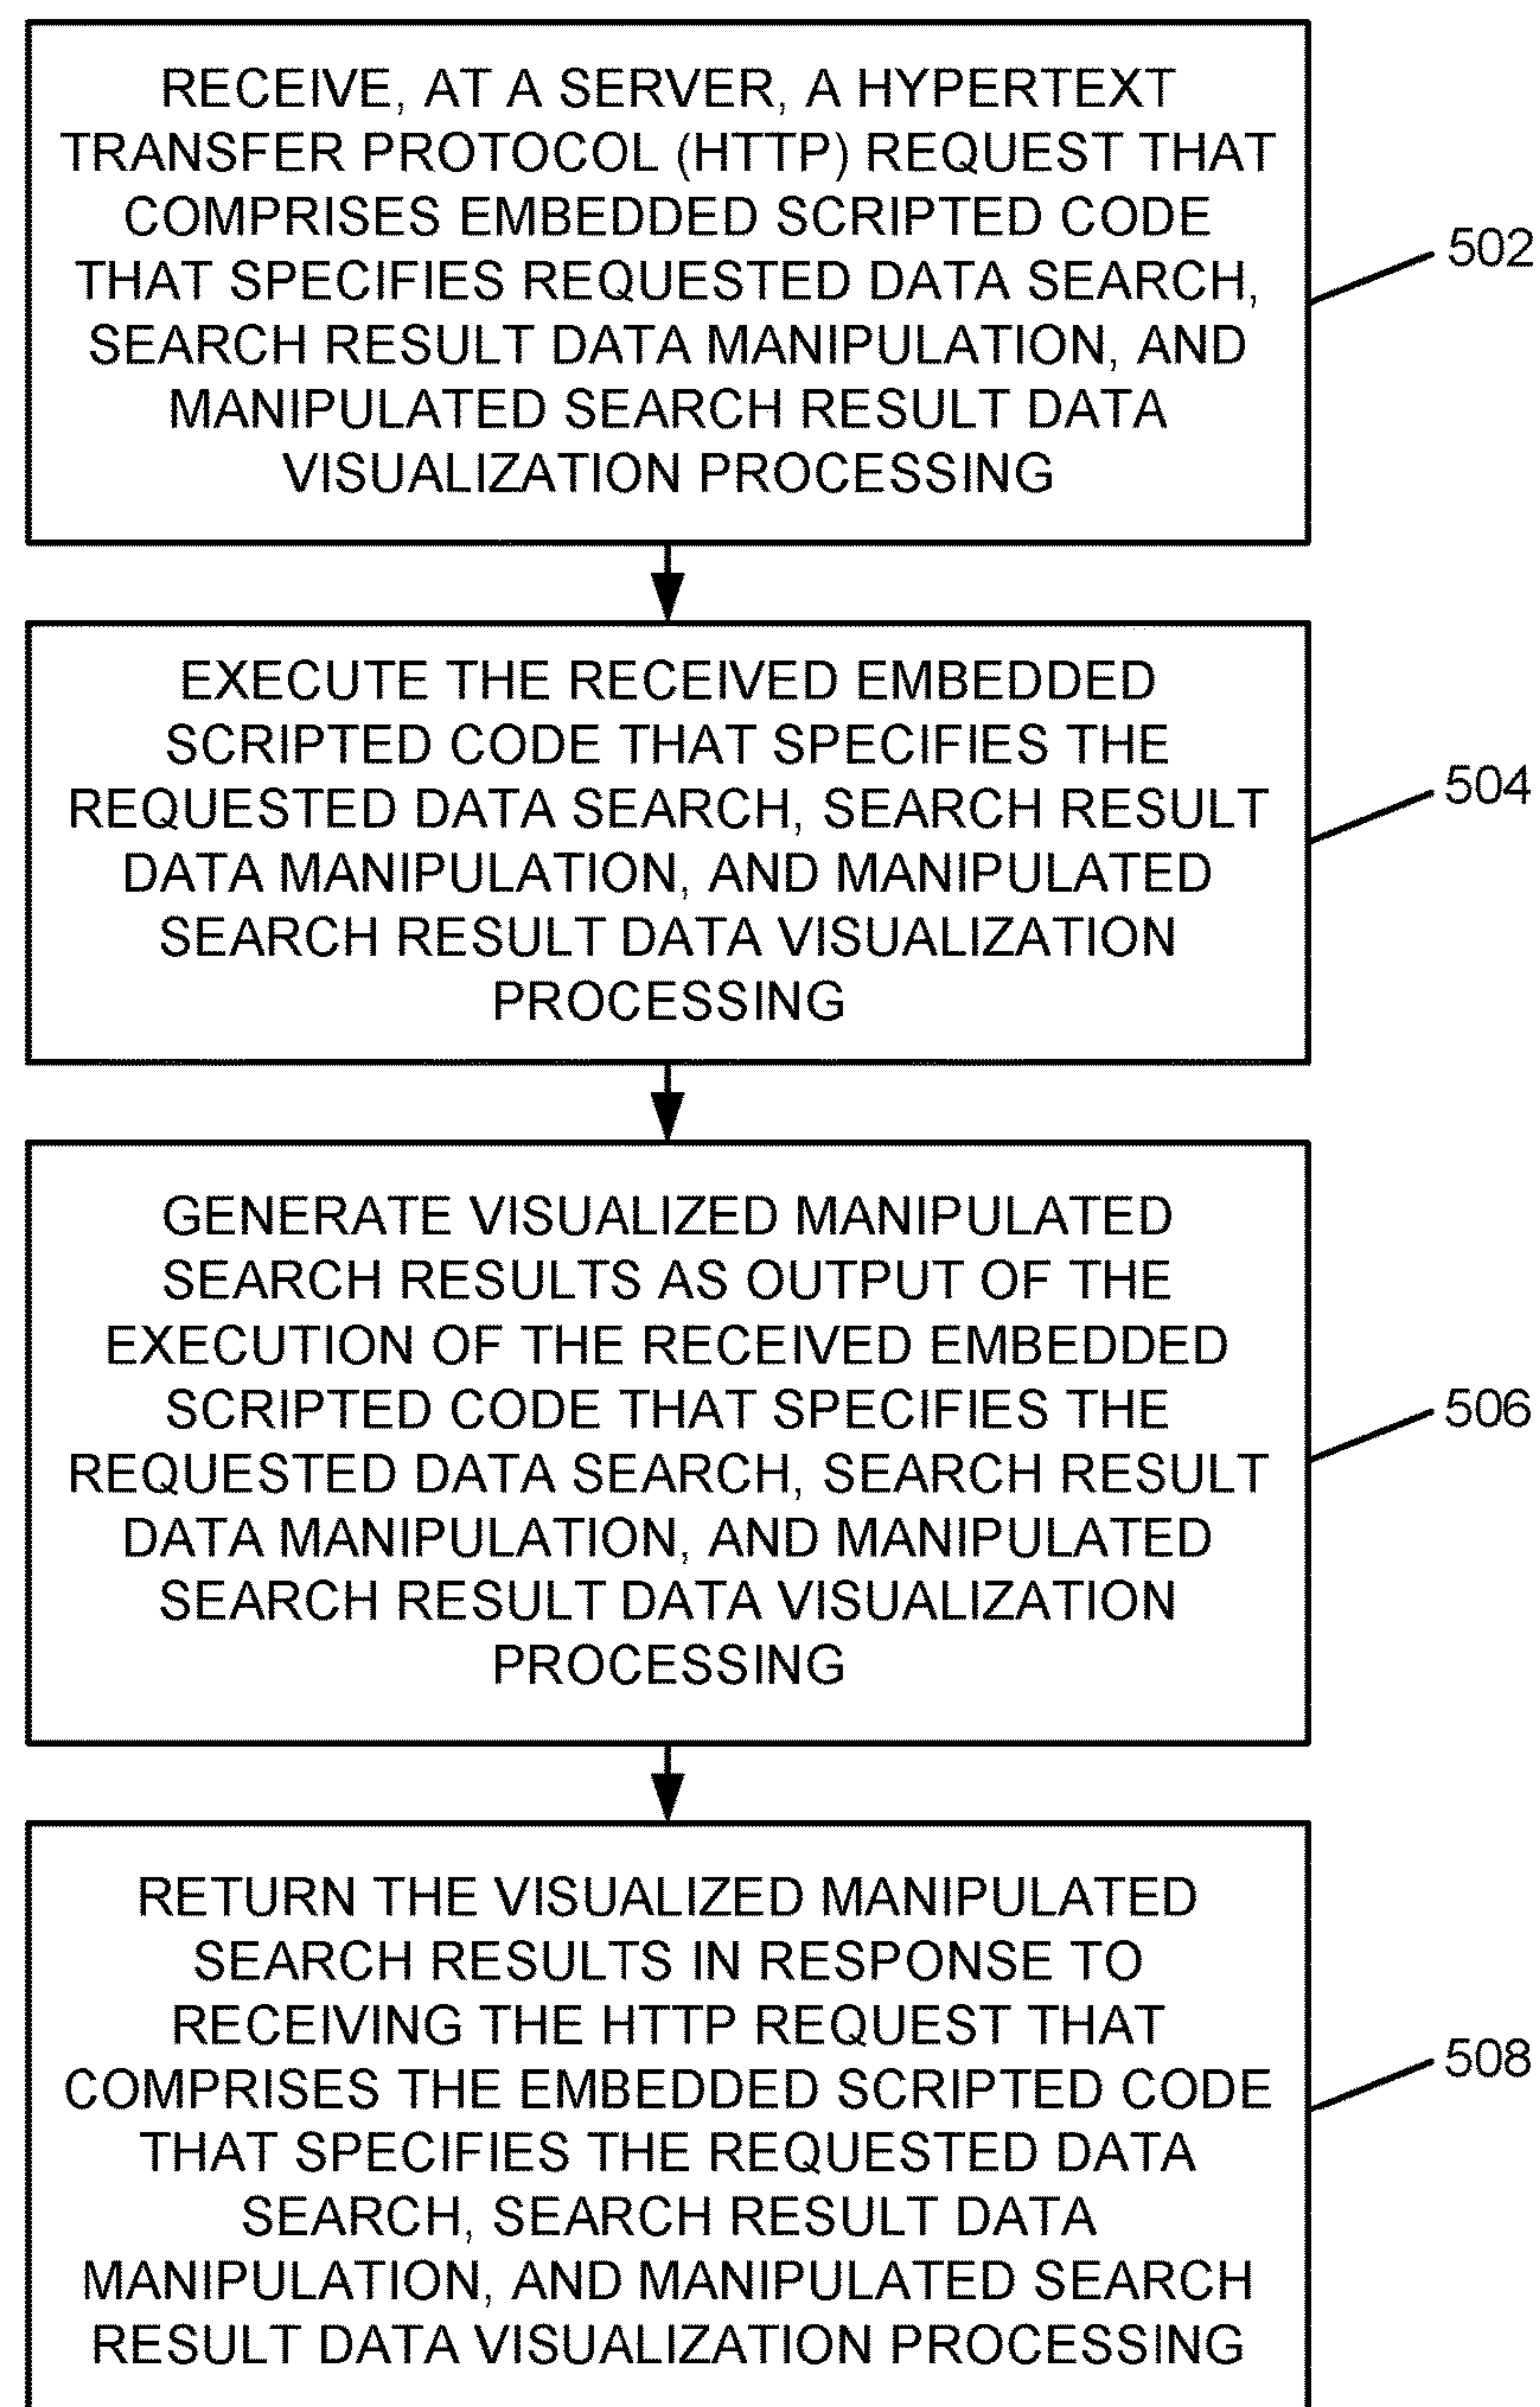 RECEIVE, AT A SERVER, A HYPERTEXT
TRANSFER PROTOCOL (HTTP) REQUEST THAT
COMPRISES EMBEDDED SCRIPTED CODE
THAT SPECIFIES REQUESTED DATA SEARCH,
SEARCH RESULT DATA MANIPULATION, AND
MANIPULATED SEARCH RESULT DATA
VISUALIZATION PROCESSING
502
EXECUTE THE RECEIVED EMBEDDED
SCRIPTED CODE THAT SPECIFIES THE
REQUESTED DATA SEARCH, SEARCH RESULT
DATA MANIPULATION, AND MANIPULATED
SEARCH RESULT DATA VISUALIZATION
PROCESSING
504
GENERATE VISUALIZED MANIPULATED
SEARCH RESULTS AS OUTPUT OF THE
EXECUTION OF THE RECEIVED EMBEDDED
SCRIPTED CODE THAT SPECIFIES THE
REQUESTED DATA SEARCH, SEARCH RESULT
DATA MANIPULATION, AND MANIPULATED
SEARCH RESULT DATA VISUALIZATION
PROCESSING
506
RETURN THE VISUALIZED MANIPULATED
SEARCH RESULTS IN RESPONSE TO
RECEIVING THE HTTP REQUEST THAT
COMPRISES THE EMBEDDED SCRIPTED CODE
THAT SPECIFIES THE REQUESTED DATA
SEARCH, SEARCH RESULT DATA
MANIPULATION, AND MANIPULATED SEARCH
RESULT DATA VISUALIZATION PROCESSING
508